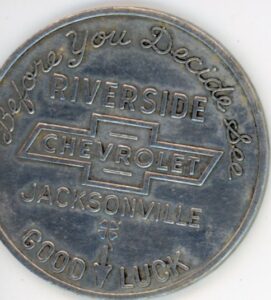 Before You Decide See
RIVERSIDE
CHEVROLET
JACKSONVILLE
GOOD LUCK